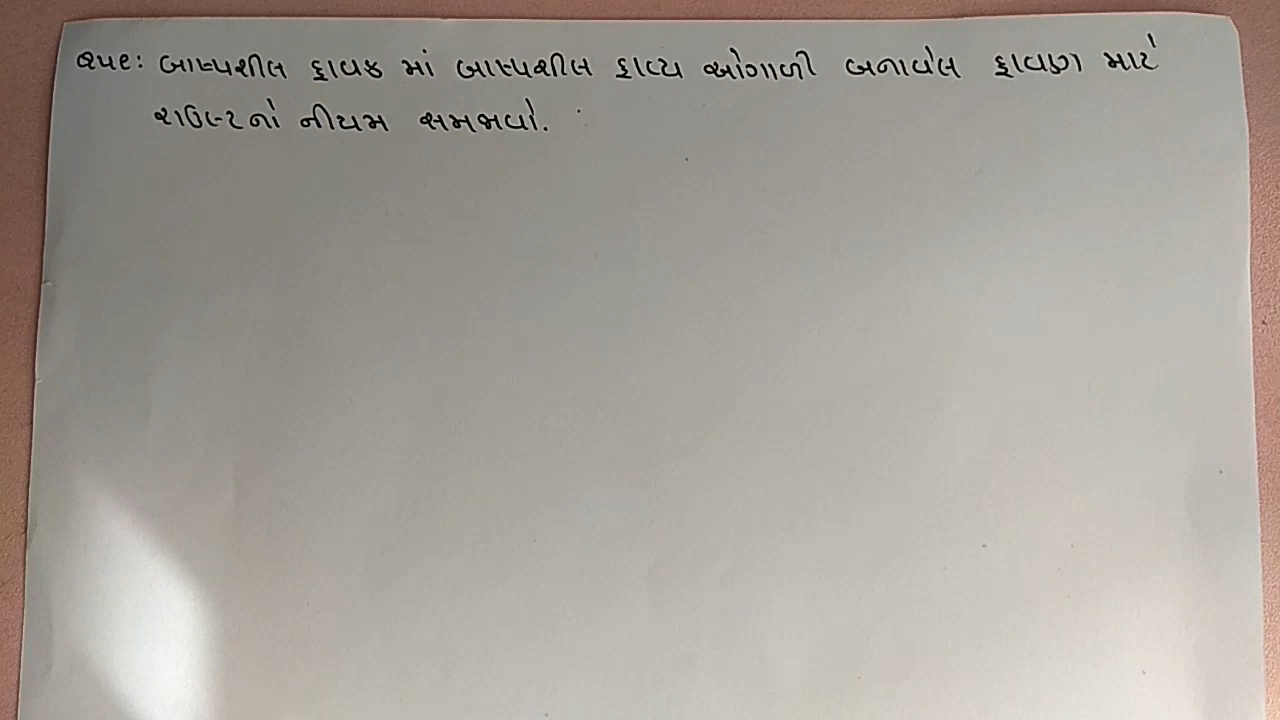 પ્રશ્ન: બાષ્પશીલ દ્રાવક માં બાષ્પશીલ દ્રાવ્ય ઓગાળી બનાવેલ દ્રાવણ માટે
રાઉલ્ટનો નીયમ સમજાવો.